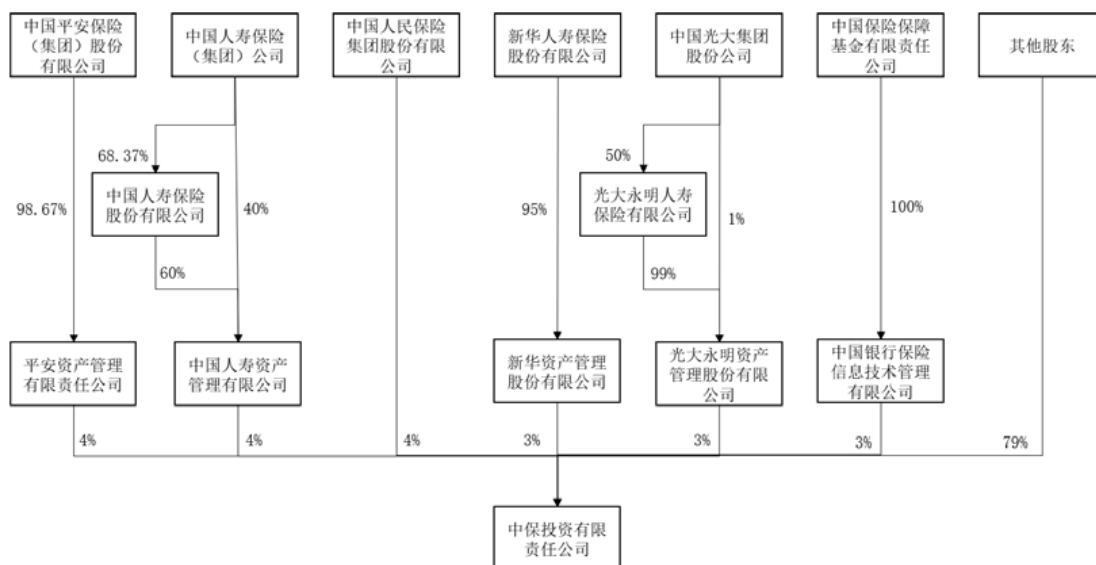 中国平安保险
（集团）股份
有限公司
中国人寿保险
（集团）公司
中国人民保险
集团股份有限
公司
新华人寿保险
股份有限公司
中国光大集团
股份公司
中国保险保障
基金有限责任
公司
其他股东
68.37%
50%
中国人寿保险
股份有限公司
光大永明人寿
保险有限公司
98.67%
40%
95%
1%
100%
60%
99%
平安资产管理
有限责任公司
中国人寿资产
管理有限公司
新华资产管理
股份有限公司
光大永明资产
管理股份有限
公司
中国银行保险
信息技术管理
有限公司
4%
4%
4%
3%
3%
3%
79%
中保投资有限
责任公司